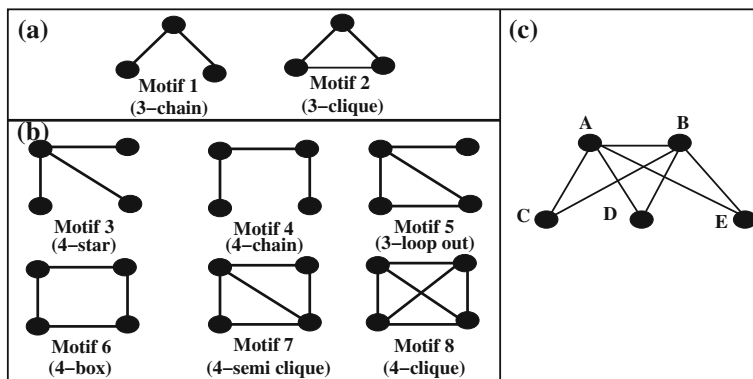 (a)
Motif 1
(3−chain)
Motif 2
(3−clique)
(b)
Motif 3
(4−star)
Motif 4
(4−chain)
Motif 5
(3−loop out)
Motif 6
(4−box)
Motif 7
(4−semi clique)
Motif 8
(4−clique)
(c)
A
B
C
D
E